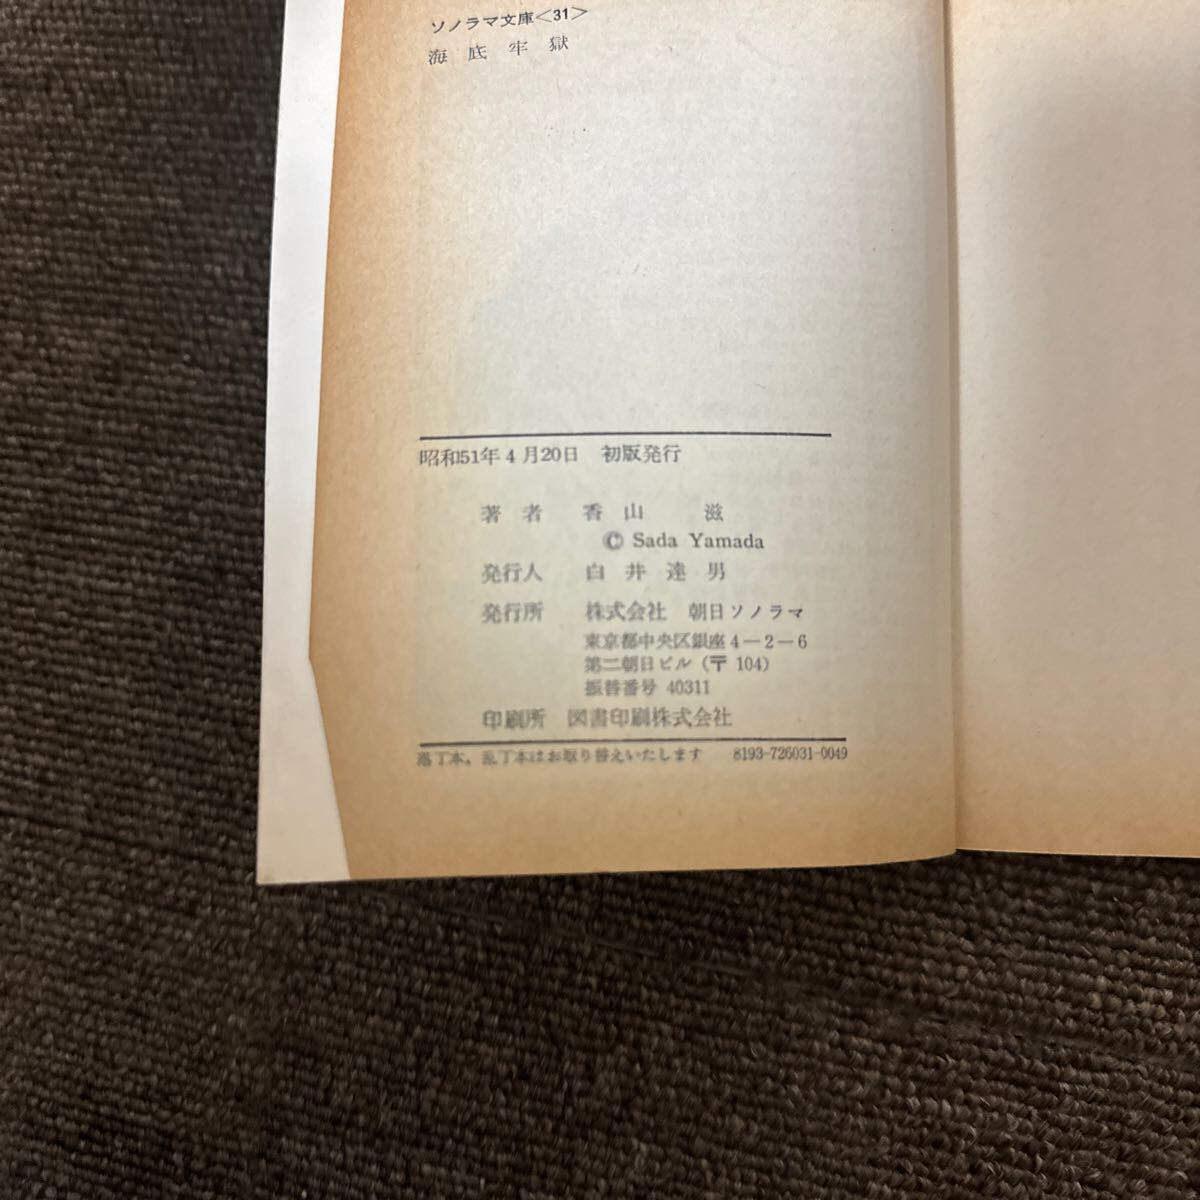 ソノラマ文庫<31>
海底牢獄
昭和51年4月20日 初版発行
著者 香山 滋
© Sada Yamada
発行人 白井達男
発行所 株式会社 朝日ソノラマ
東京都中央区銀座4-2-6
第二朝日ビル（〒104）
振替番号 40311
印刷所 図書印刷株式会社
落丁本、乱丁本はお取り替えいたします 8193-726031-0049